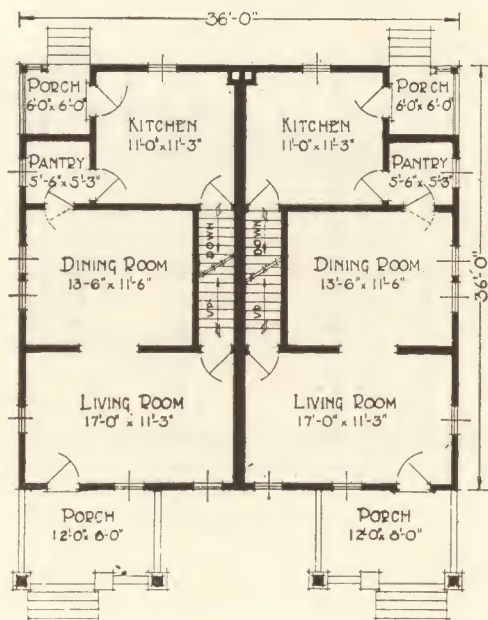 36'-0"
PORCH
6'0" x 6'-0"
KITCHEN
11'-0" x 11'-3"
KITCHEN
11'-0" x 11'-3
PORCH
6'0" x 6'-0"
PANTRY
5'-6" x 5'-3"
PANTRY
5'-6" x 5'-3"
DOWN
DOWN
DINING ROOM
13'-6" x 11'-6"
DINING ROOM
13'-6" x 11'-6"
36'-0"
UP
UP
LIVING ROOM
17'-0" x 11'-3"
LIVING ROOM
17'-0" x 11'-3"
PORCH
12'-0" x 8'-0"
PORCH
12'-0" x 8'-0"